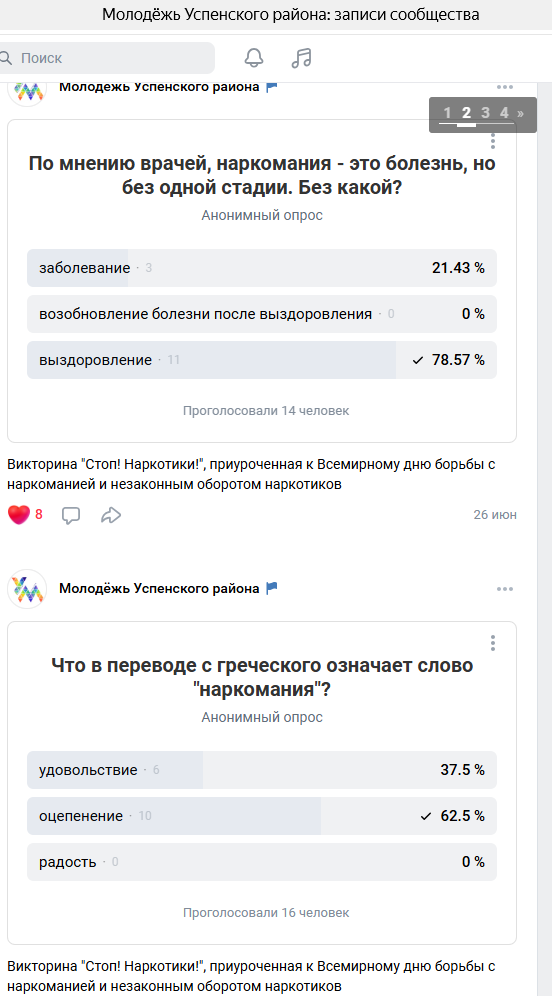 Молодёжь Успенского района: записи сообщества
Поиск
Молодёжь Успенского района
1 2 3 4 »
По мнению врачей, наркомания - это болезнь, но
без одной стадии. Без какой?
Анонимный опрос
заболевание · 3 21.43 %
возобновление болезни после выздоровления · 0 0 %
выздоровление · 11 78.57 %
Проголосовали 14 человек
Викторина "Стоп! Наркотики!", приуроченная к Всемирному дню борьбы с
наркоманией и незаконным оборотом наркотиков
8 26 июн
Молодёжь Успенского района
Что в переводе с греческого означает слово
"наркомания"?
Анонимный опрос
удовольствие · 6 37.5 %
оцепенение · 10 62.5 %
радость · 0 0 %
Проголосовали 16 человек
Викторина "Стоп! Наркотики!", приуроченная к Всемирному дню борьбы с
наркоманией и незаконным оборотом наркотиков